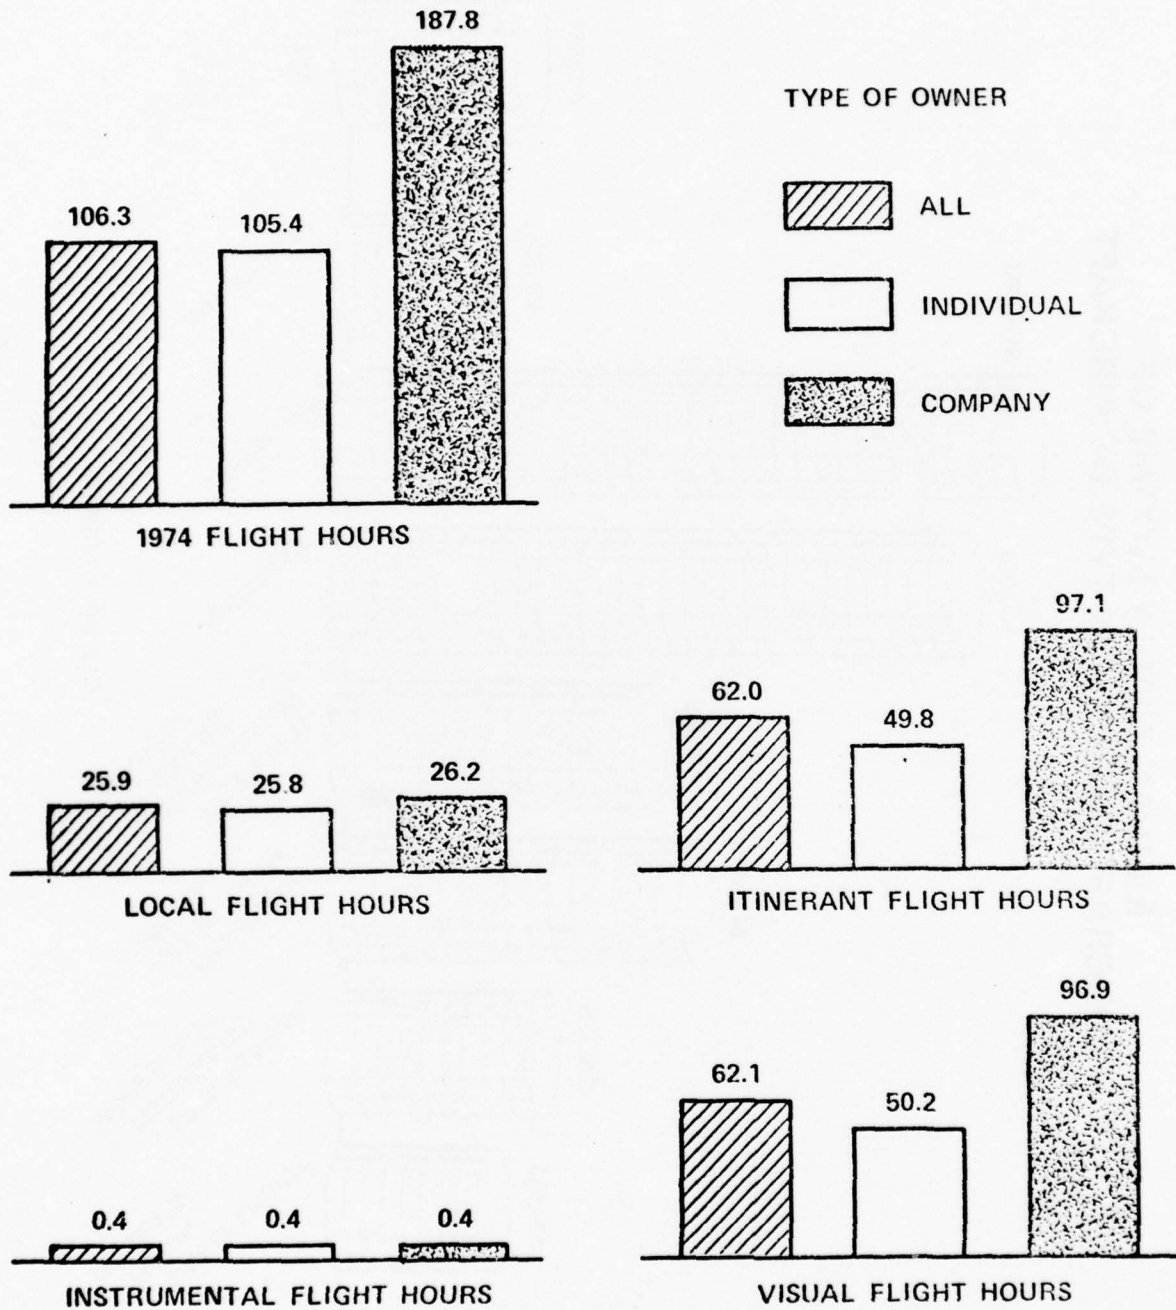 187.8
106.3
105.4
1974 FLIGHT HOURS
TYPE OF OWNER
ALL
INDIVIDUAL
COMPANY
25.9
25.8
26.2
LOCAL FLIGHT HOURS
62.0
49.8
97.1
ITINERANT FLIGHT HOURS
0.4
0.4
0.4
INSTRUMENTAL FLIGHT HOURS
62.1
50.2
96.9
VISUAL FLIGHT HOURS